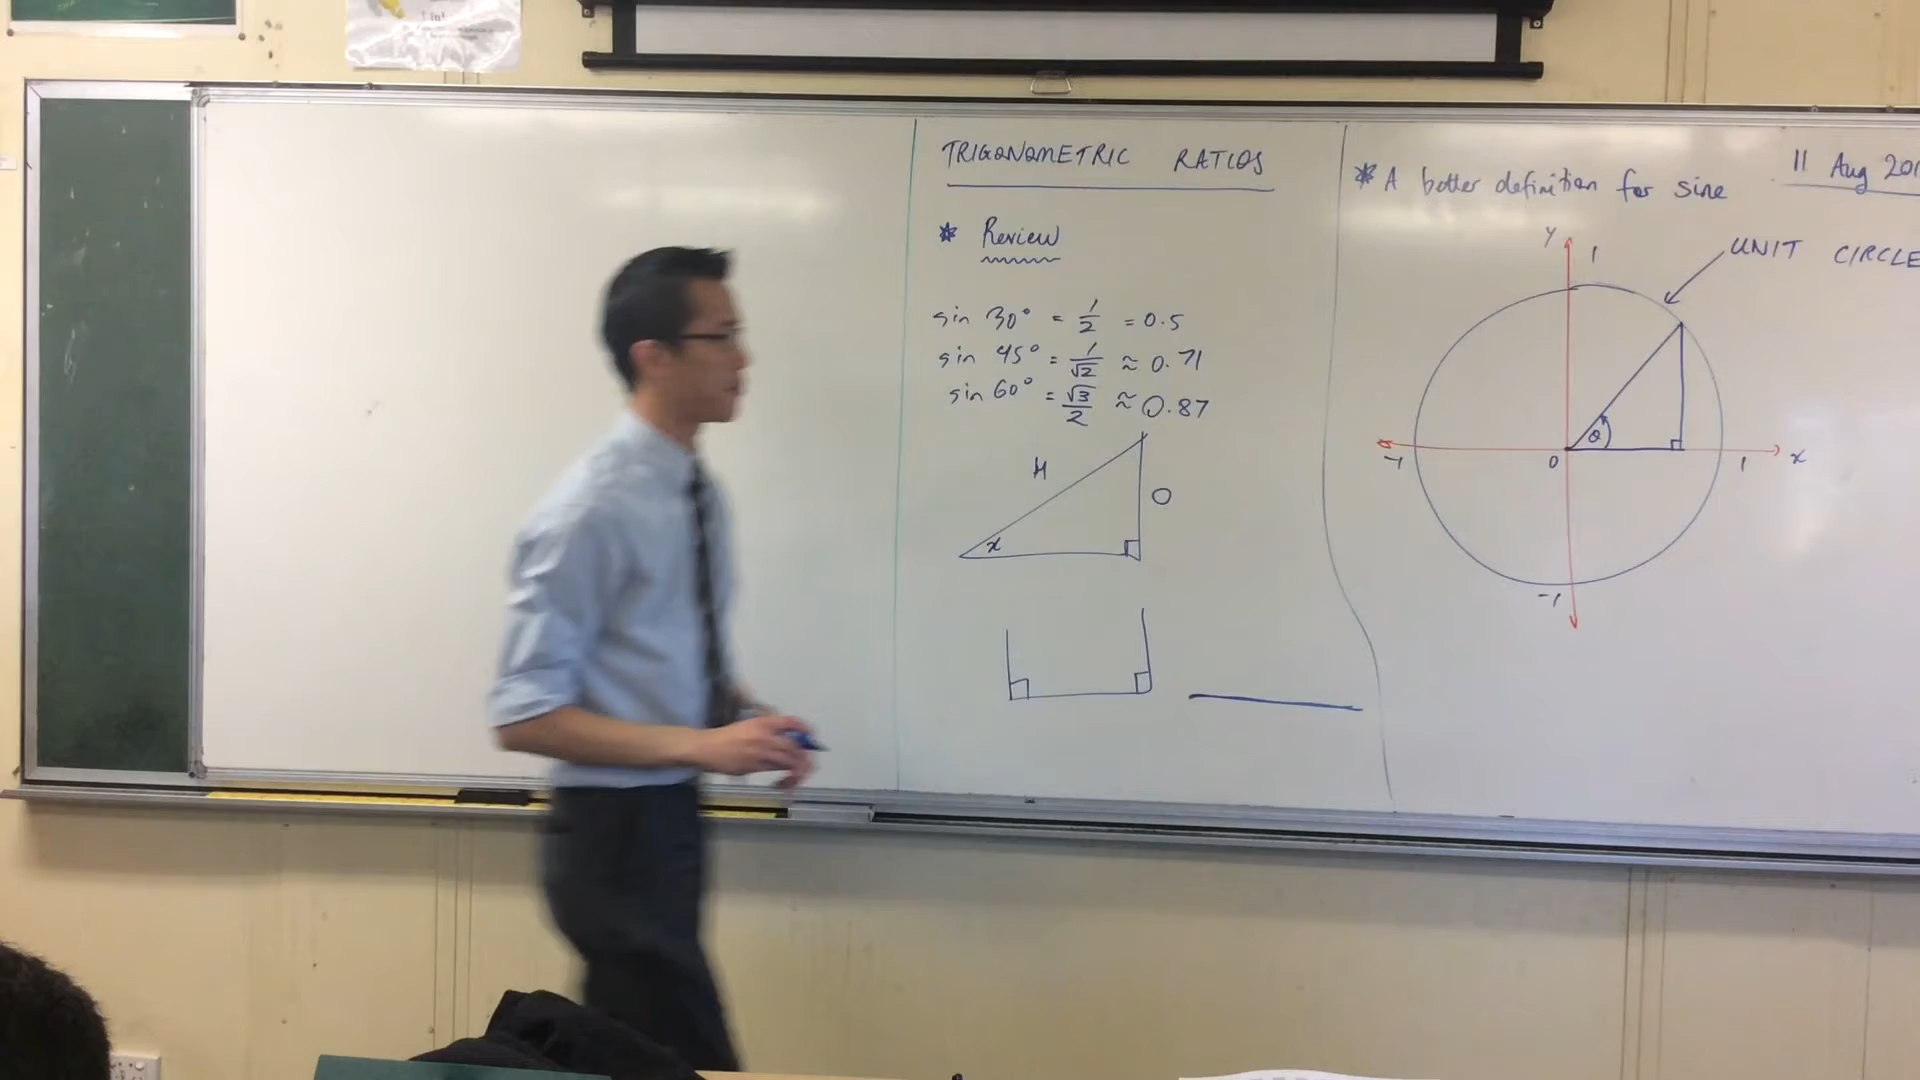 TRIGONOMETRIC RATIOS
* Review
sin 30° = 1/2 = 0.5
sin 45° = 1/√2 ≈ 0.71
sin 60° = √3/2 ≈ 0.87
H
O
x
11 Aug 201
* A better definition for sine
UNIT CIRCLE
y
1
θ
-1
0
1
x
-1